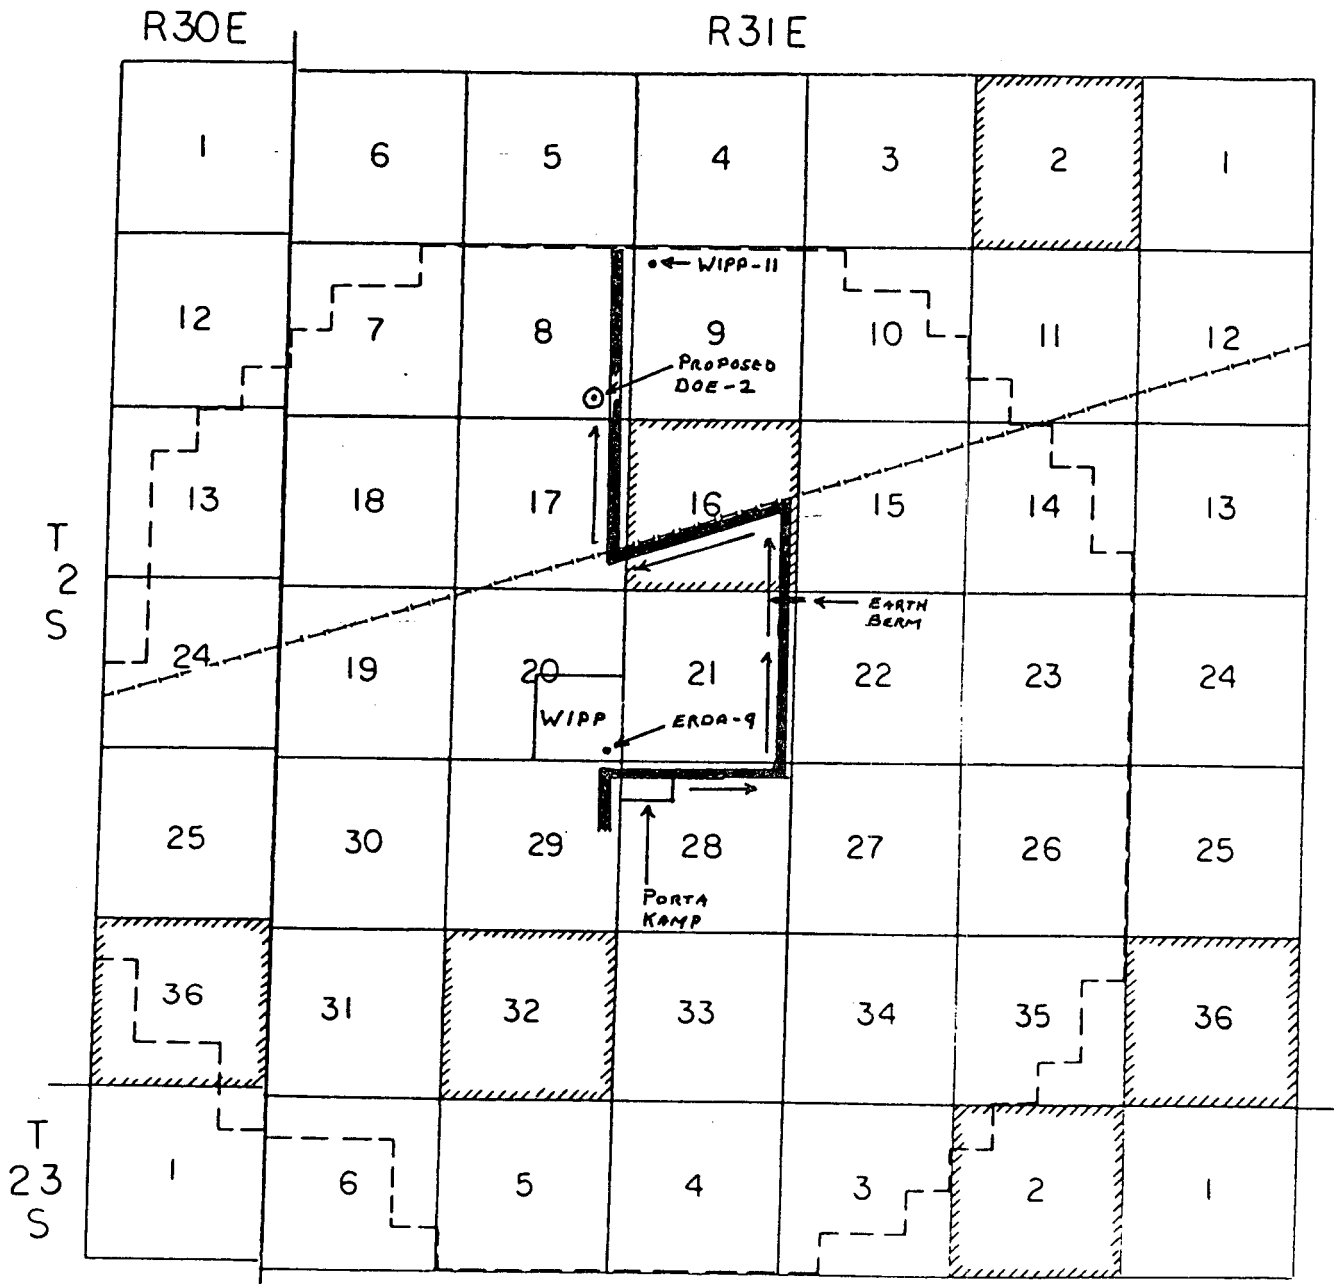 R30E R31E
1 6 5 4 3 2 1
WIPP-11
12 7 8 9 10 11 12
PROPOSED
DOE-2
13 18 17 16 15 14 13
T
2
S
EARTH
BERM
24 19 20 21 22 23 24
WIPP ERDA-9
25 30 29 28 27 26 25
PORTA
KAMP
36 31 32 33 34 35 36
T
23
S
1 6 5 4 3 2 1